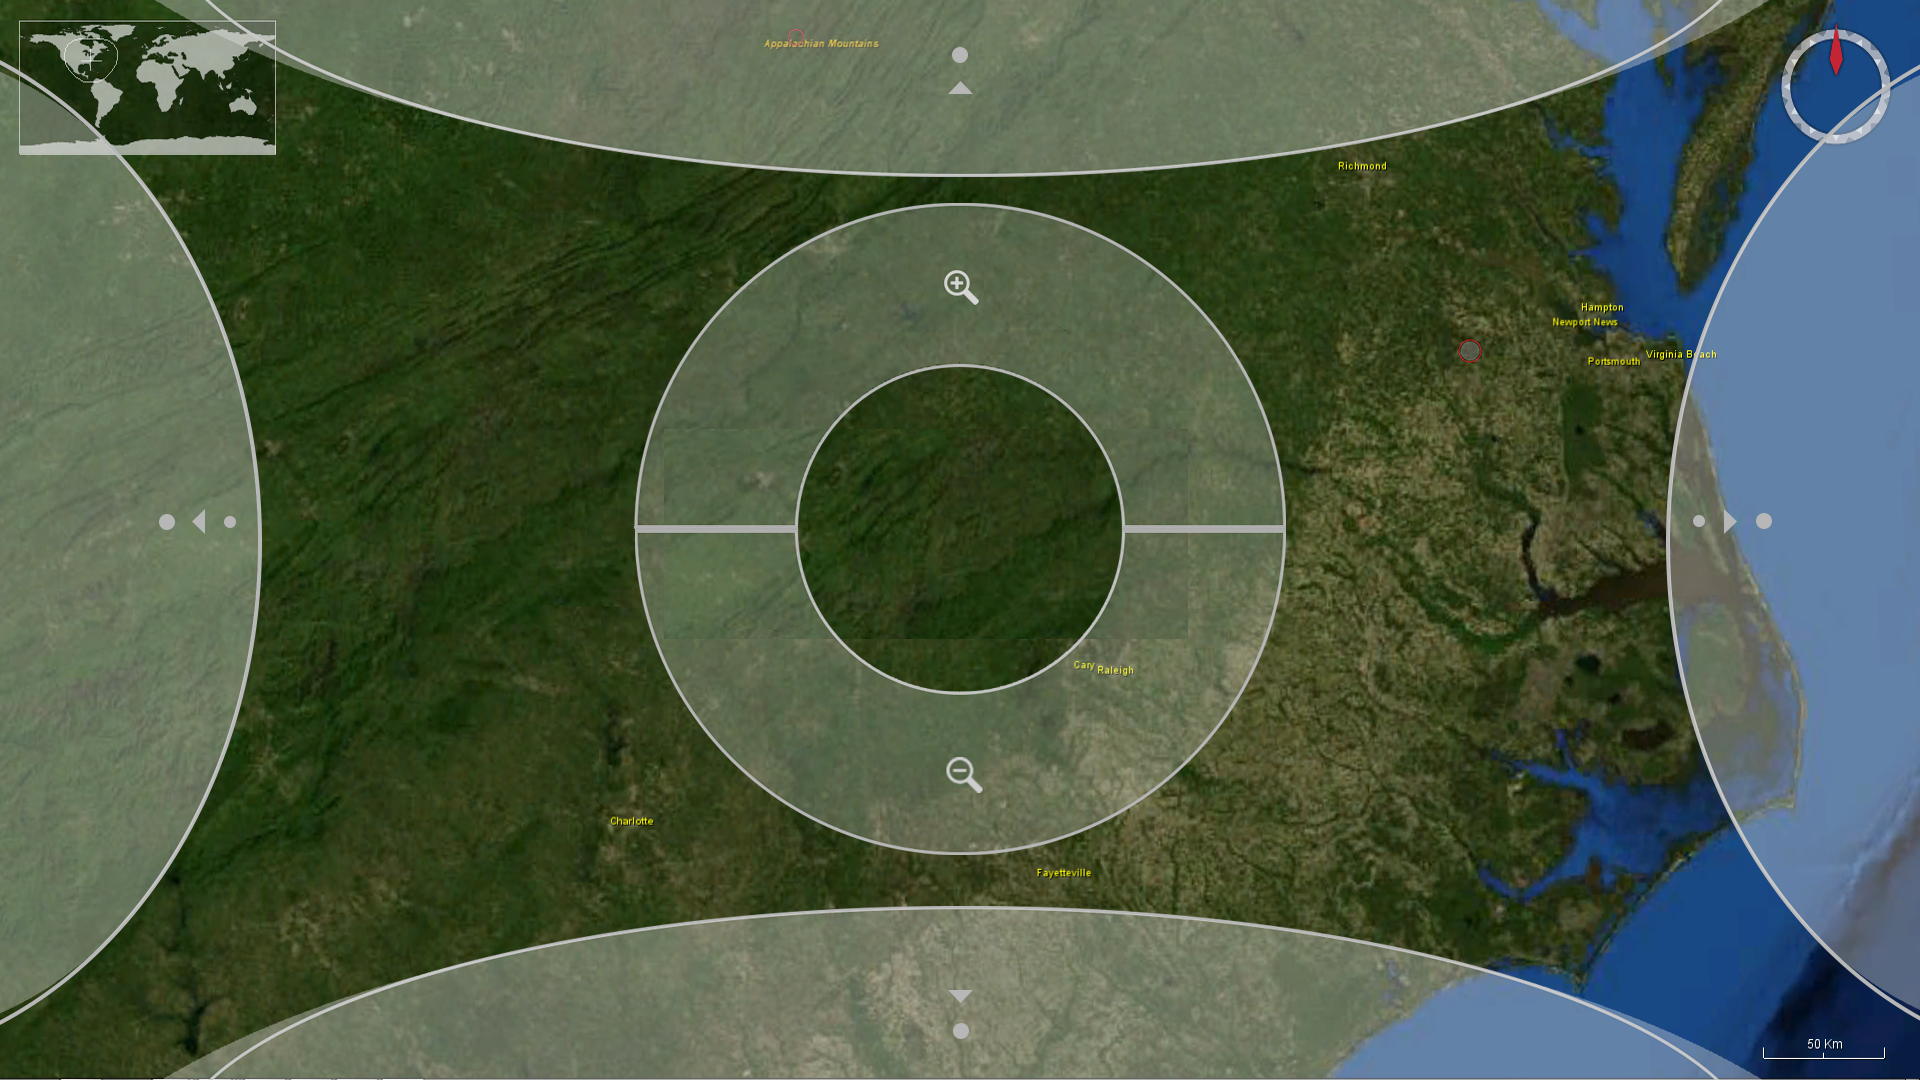 Appalachian Mountains
Richmond
Hampton
Newport News
Virginia Beach
Portsmouth
Cary
Raleigh
Charlotte
Fayetteville
50 Km